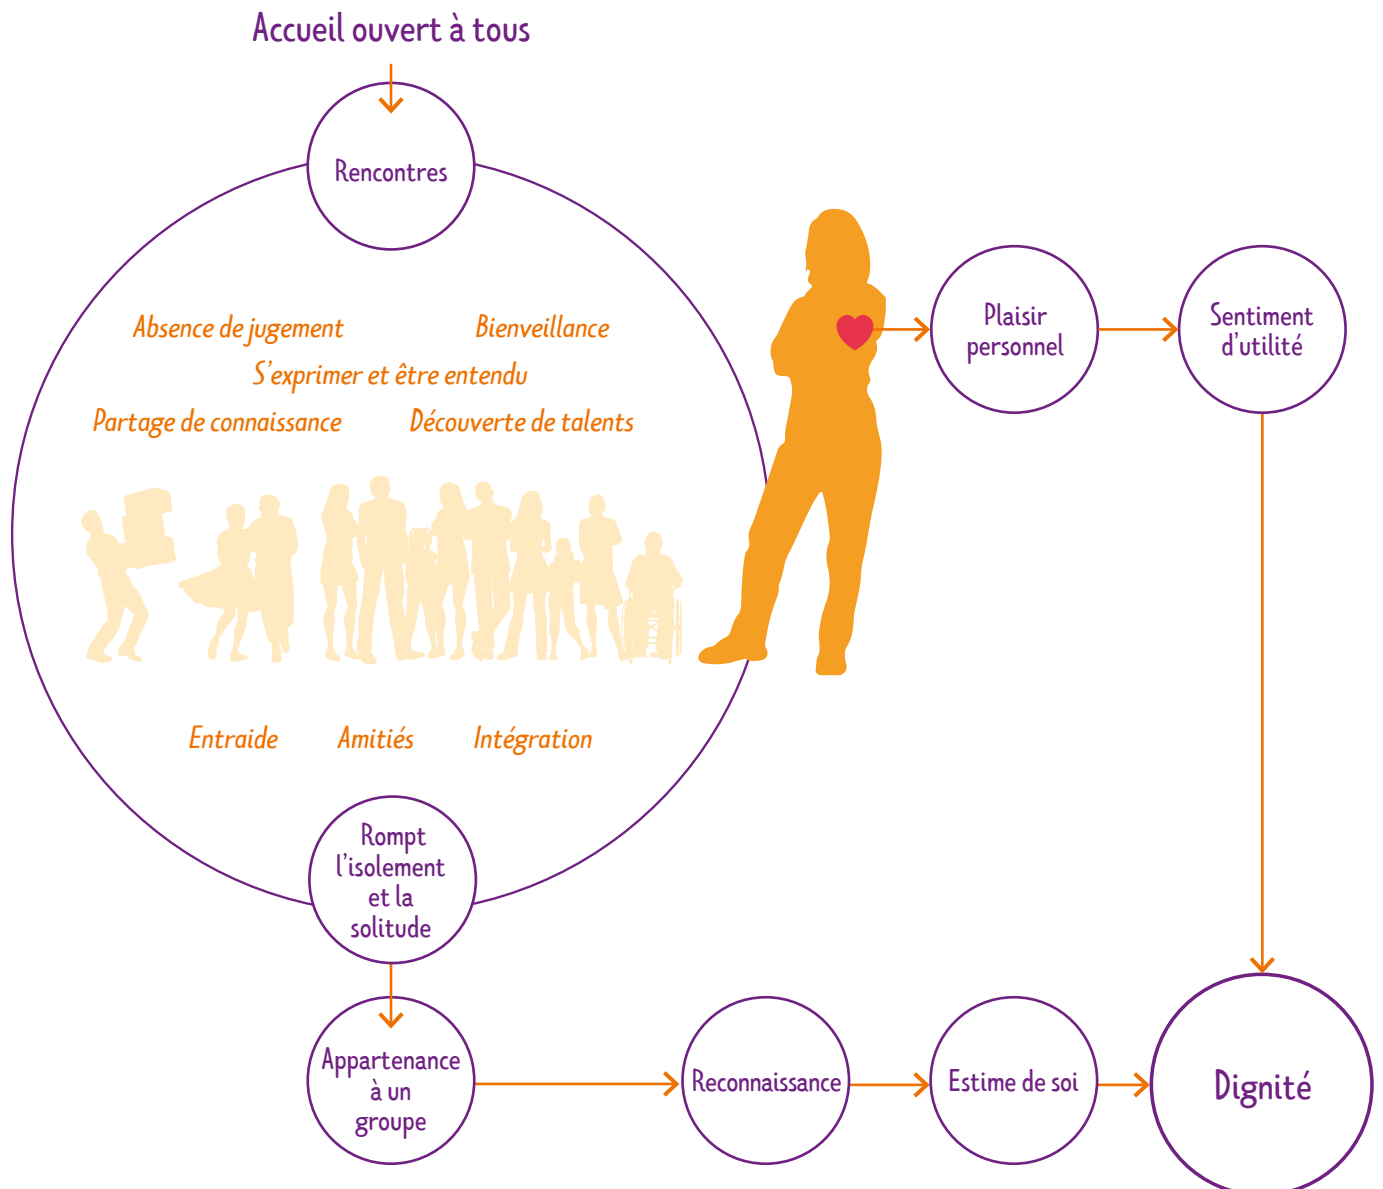 Accueil ouvert à tous
Rencontres
Absence de jugement
Bienveillance
S'exprimer et être entendu
Partage de connaissance
Découverte de talents
Entraide
Amitiés
Intégration
Rompt
l'isolement
et la
solitude
Plaisir
personnel
Sentiment
d'utilité
Appartenance
à un
groupe
Reconnaissance
Estime de soi
Dignité